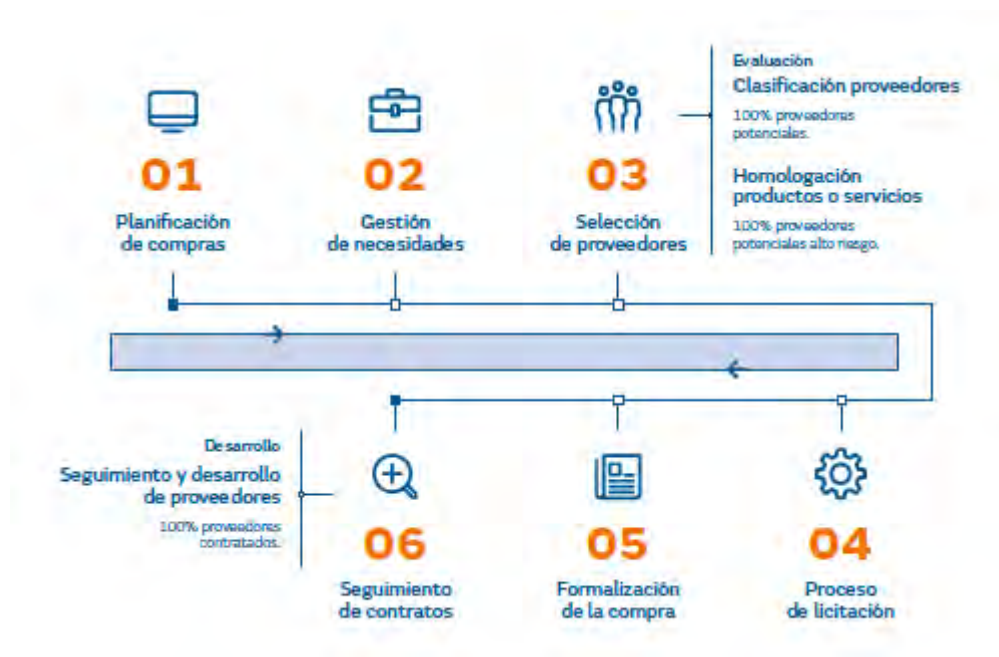 01
Planificación
de compras
02
Gestión
de necesidades
03
Selección
de proveedores
Evaluación
Clasificación proveedores
100% proveedores
potenciales.
Homologación
productos o servicios
100% proveedores
potenciales alto riesgo.
Desarrollo
Seguimiento y desarrollo
de proveedores
100% proveedores
contratados.
06
Seguimiento
de contratos
05
Formalización
de la compra
04
Proceso
de licitación